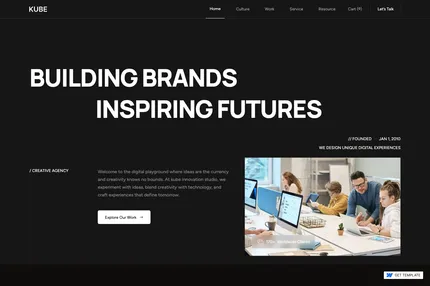 KUBE
Home Culture Work Service Resource Cart (0) Let's Talk
BUILDING BRANDS
INSPIRING FUTURES
// FOUNDED JAN 1, 2010
WE DESIGN UNIQUE DIGITAL EXPERIENCES
/ CREATIVE AGENCY
Welcome to the digital playground where ideas are the currency
and creativity knows no bounds. At kube innovation studio, we
experiment with ideas, blend creativity with technology, and
craft experiences that define tomorrow.
Explore Our Work →
GET TEMPLATE